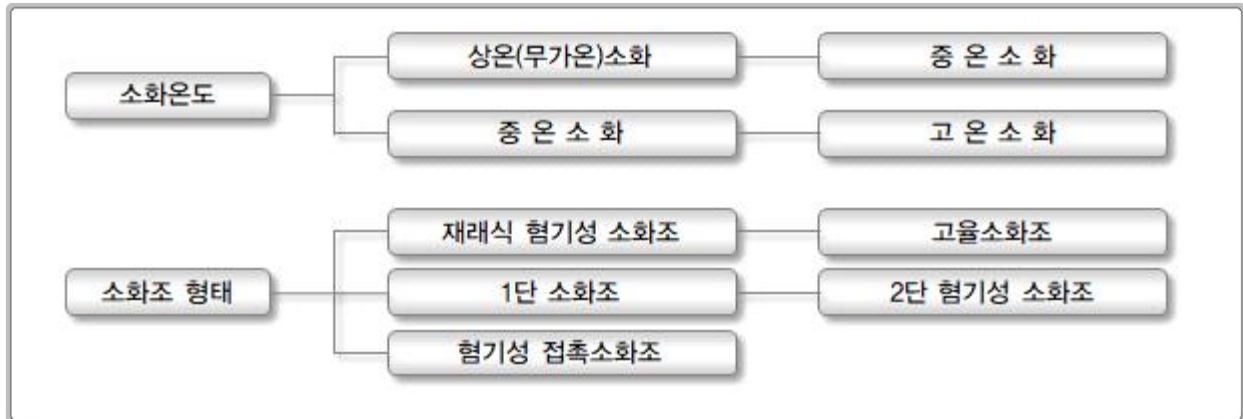 상온(무가온)소화 중 온 소 화
소화온도
중 온 소 화 고 온 소 화
재래식 혐기성 소화조 고율소화조
소화조 형태 1단 소화조 2단 혐기성 소화조
혐기성 접촉소화조